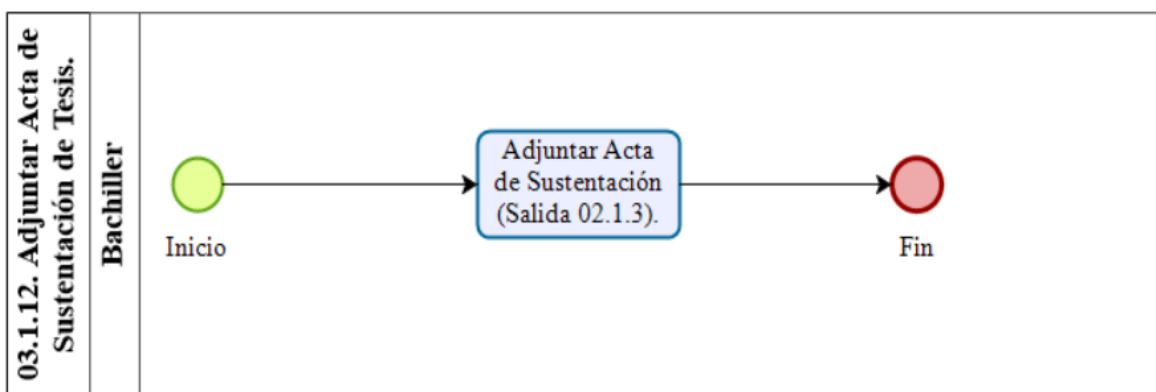 03.1.12. Adjuntar Acta de
Sustentación de Tesis.
Bachiller
Inicio
Adjuntar Acta
de Sustentación
(Salida 02.1.3).
Fin